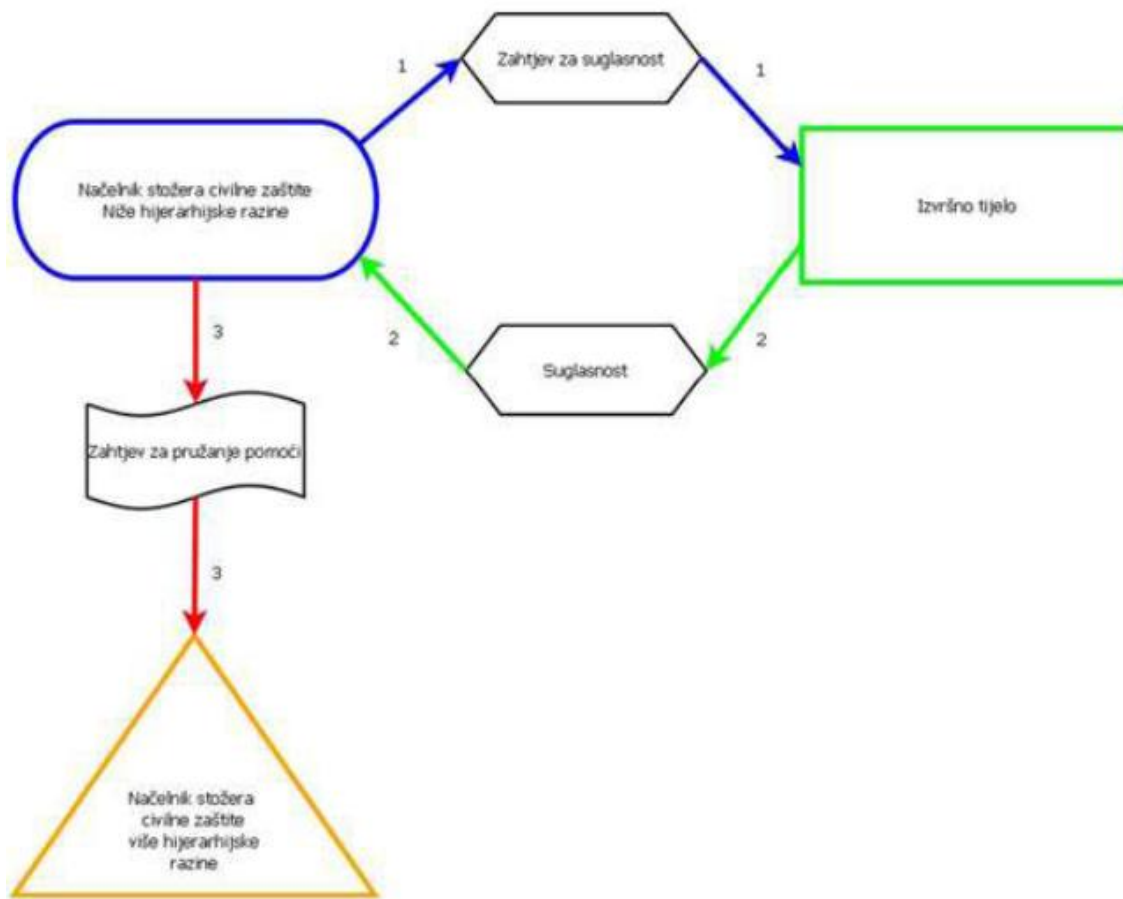 Zahtjev za suglasnost
1
1
Načelnik stožera civilne zaštite
Niže hijerarhijske razine
Izvršno tijelo
2
2
Suglasnost
3
Zahtjev za pružanje pomoći
3
Načelnik stožera
civilne zaštite
više hijerarhijske
razine